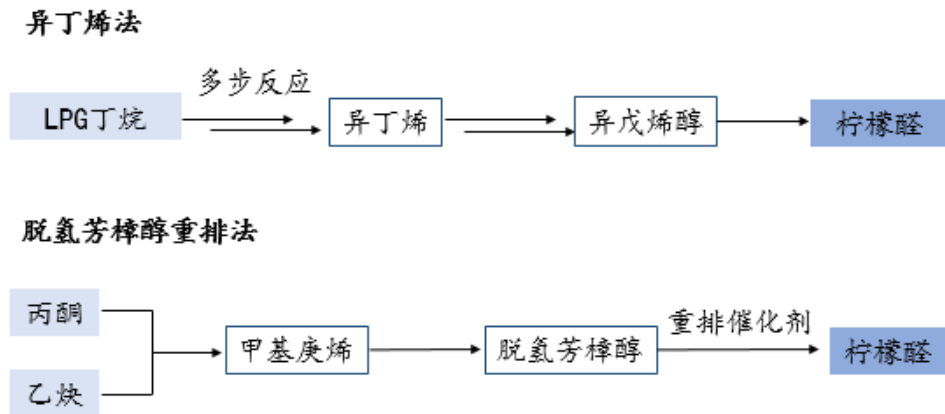 异丁烯法
多步反应
LPG丁烷
异丁烯
异戊烯醇
柠檬醛
脱氢芳樟醇重排法
丙酮
乙炔
甲基庚烯
脱氢芳樟醇
重排催化剂
柠檬醛